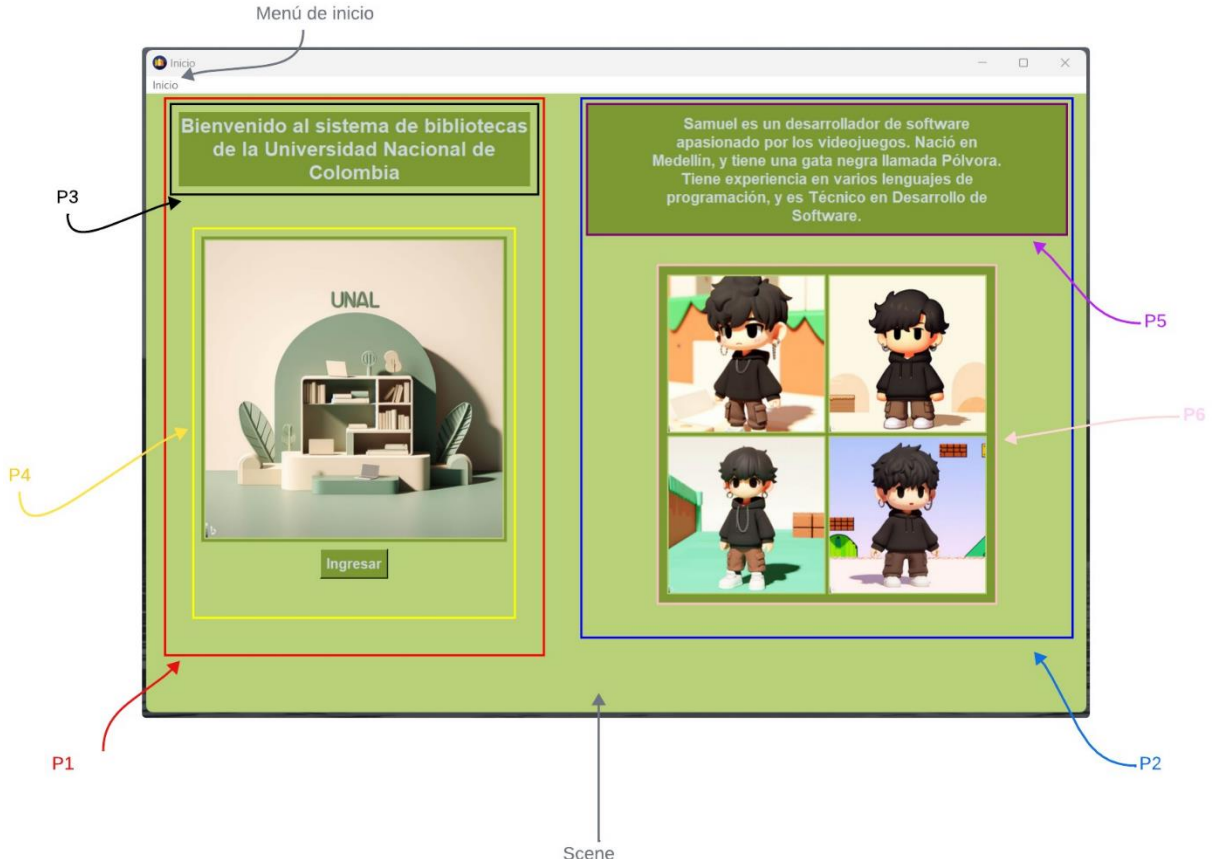 Menú de inicio
Inicio
Inicio
Bienvenido al sistema de bibliotecas
de la Universidad Nacional de
Colombia
Samuel es un desarrollador de software
apasionado por los videojuegos. Nació en
Medellín, y tiene una gata negra llamada Pólvora.
Tiene experiencia en varios lenguajes de
programación, y es Técnico en Desarrollo de
Software.
P3
UNAL
P5
P6
P4
Ingresar
P1
P2
Scene